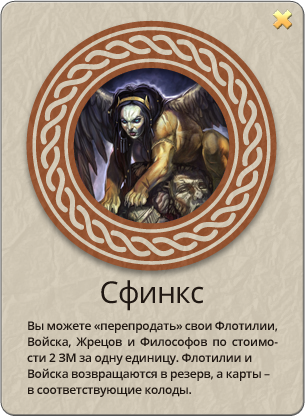 Сфинкс
Вы можете «перепродать» свои Флотилии,
Войска, Жрецов и Философов по стоимо-
сти 2 ЗМ за одну единицу. Флотилии и
Войска возвращаются в резерв, а карты –
в соответствующие колоды.